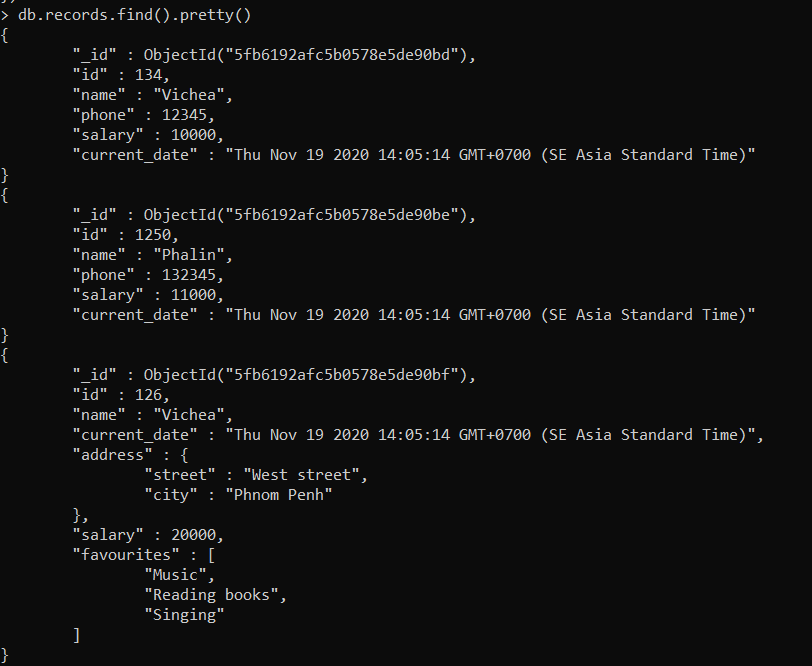 > db.records.find().pretty()
{
        "_id" : ObjectId("5fb6192afc5b0578e5de90bd"),
        "id" : 134,
        "name" : "Vichea",
        "phone" : 12345,
        "salary" : 10000,
        "current_date" : "Thu Nov 19 2020 14:05:14 GMT+0700 (SE Asia Standard Time)"
}
{
        "_id" : ObjectId("5fb6192afc5b0578e5de90be"),
        "id" : 1250,
        "name" : "Phalin",
        "phone" : 132345,
        "salary" : 11000,
        "current_date" : "Thu Nov 19 2020 14:05:14 GMT+0700 (SE Asia Standard Time)"
}
{
        "_id" : ObjectId("5fb6192afc5b0578e5de90bf"),
        "id" : 126,
        "name" : "Vichea",
        "current_date" : "Thu Nov 19 2020 14:05:14 GMT+0700 (SE Asia Standard Time)",
        "address" : {
                "street" : "West street",
                "city" : "Phnom Penh"
        },
        "salary" : 20000,
        "favourites" : [
                "Music",
                "Reading books",
                "Singing"
        ]
}